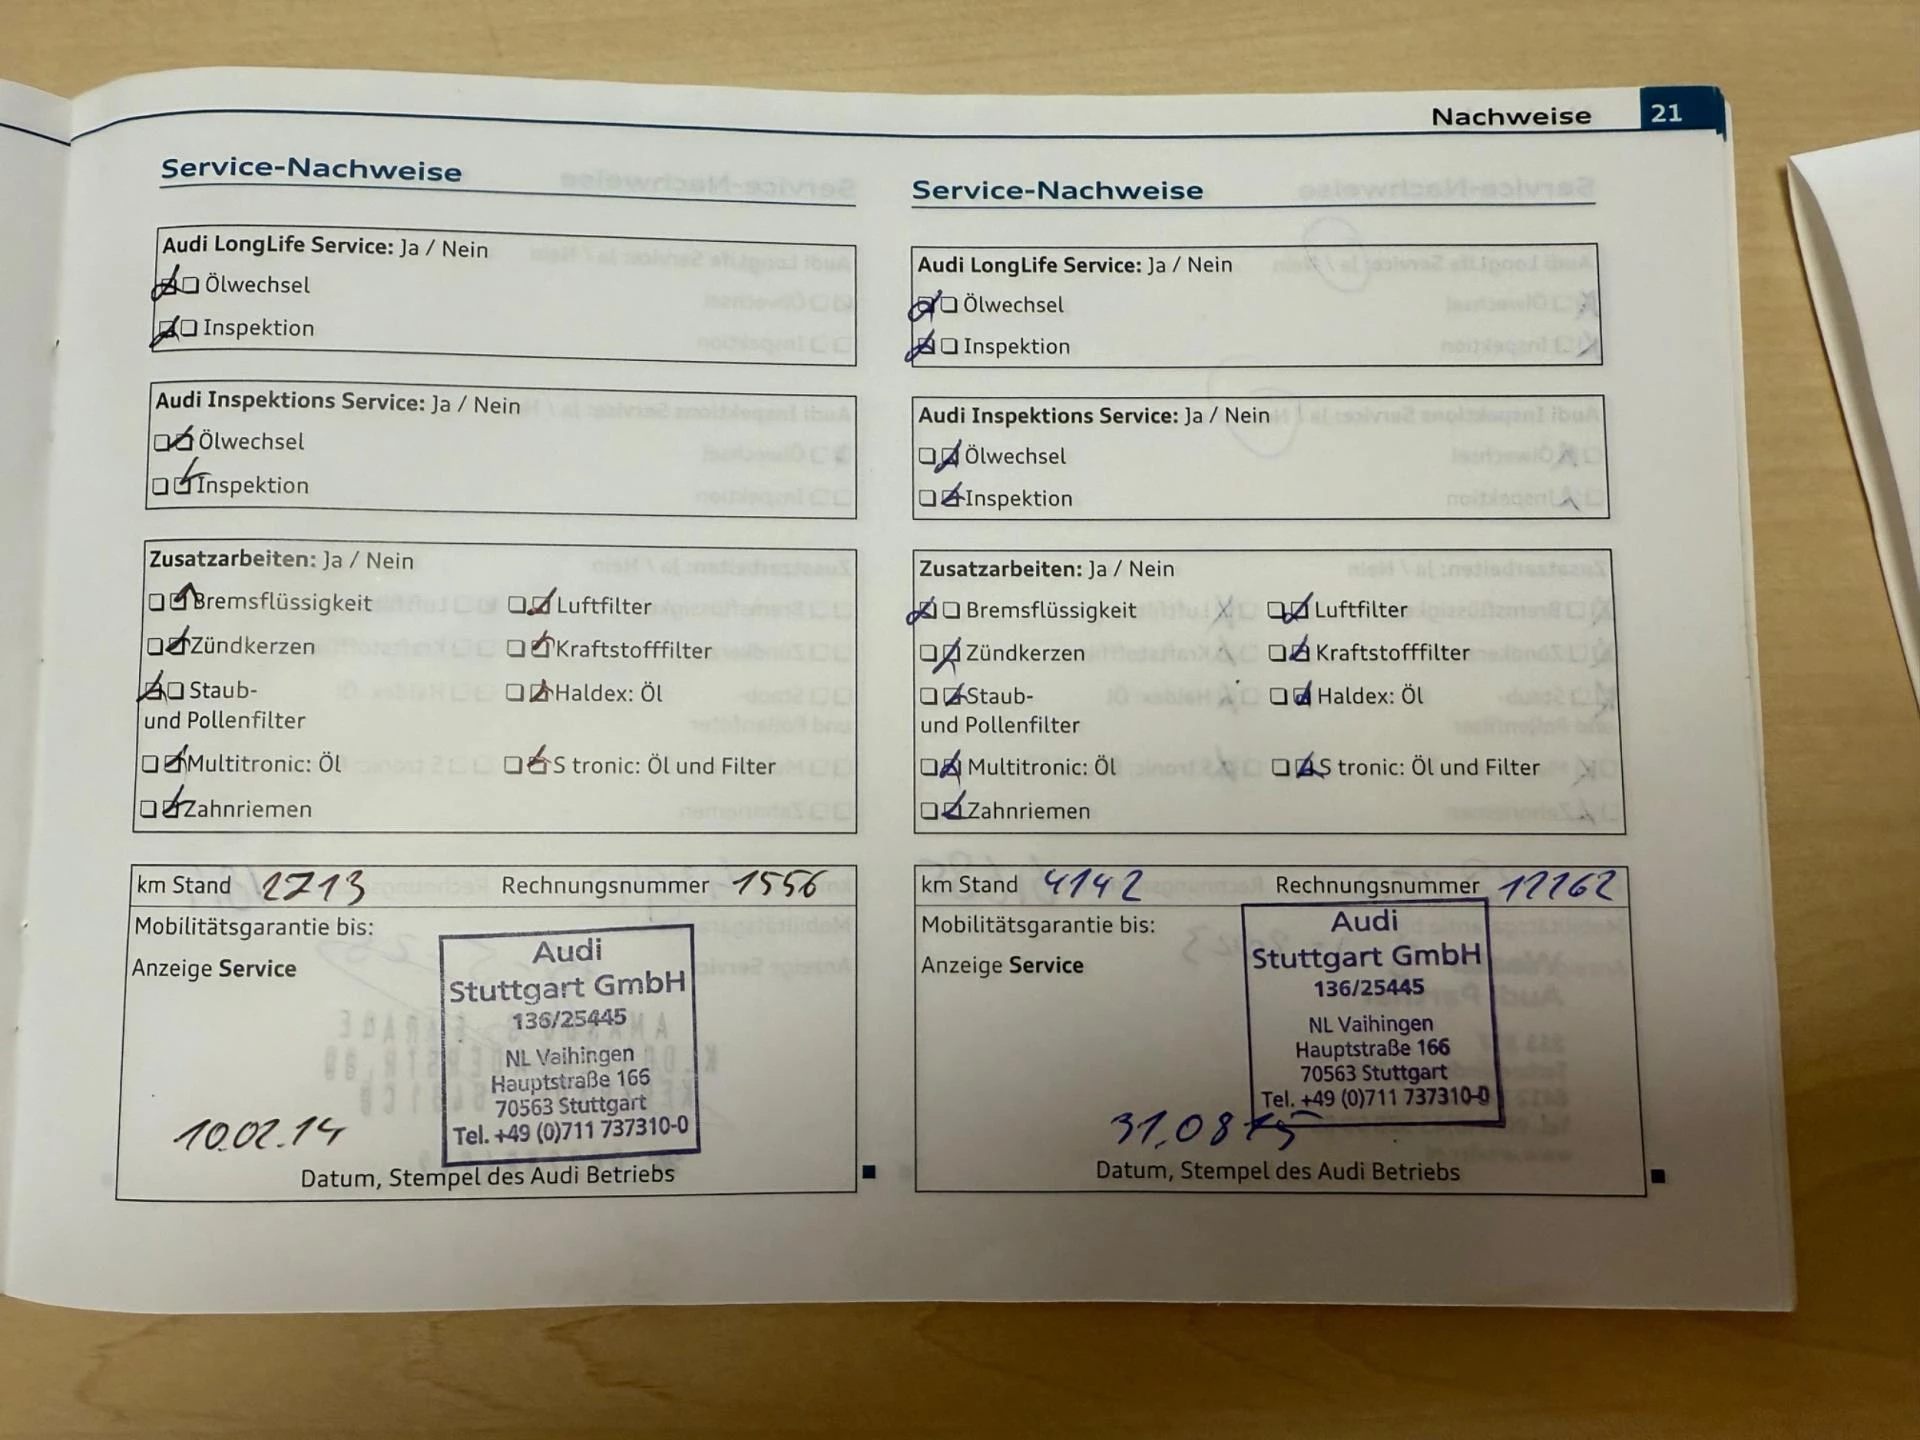 Nachweise 21
Service-Nachweise
Audi LongLife Service: Ja / Nein
Ölwechsel
Inspektion
Audi Inspektions Service: Ja / Nein
Ölwechsel
Inspektion
Zusatzarbeiten: Ja / Nein
Bremsflüssigkeit Luftfilter
Zündkerzen Kraftstofffilter
Staub- Haldex: Öl
und Pollenfilter
Multitronic: Öl S tronic: Öl und Filter
Zahnriemen
km Stand 2713 Rechnungsnummer 1556
Mobilitätsgarantie bis:
Anzeige Service
Audi
Stuttgart GmbH
136/25445
NL Vaihingen
Hauptstraße 166
70563 Stuttgart
Tel. +49 (0)711 737310-0
10.02.14
Datum, Stempel des Audi Betriebs
Service-Nachweise
Audi LongLife Service: Ja / Nein
Ölwechsel
Inspektion
Audi Inspektions Service: Ja / Nein
Ölwechsel
Inspektion
Zusatzarbeiten: Ja / Nein
Bremsflüssigkeit Luftfilter
Zündkerzen Kraftstofffilter
Staub- Haldex: Öl
und Pollenfilter
Multitronic: Öl S tronic: Öl und Filter
Zahnriemen
km Stand 4142 Rechnungsnummer 12262
Mobilitätsgarantie bis:
Anzeige Service
Audi
Stuttgart GmbH
136/25445
NL Vaihingen
Hauptstraße 166
70563 Stuttgart
Tel. +49 (0)711 737310-0
31.08 15
Datum, Stempel des Audi Betriebs